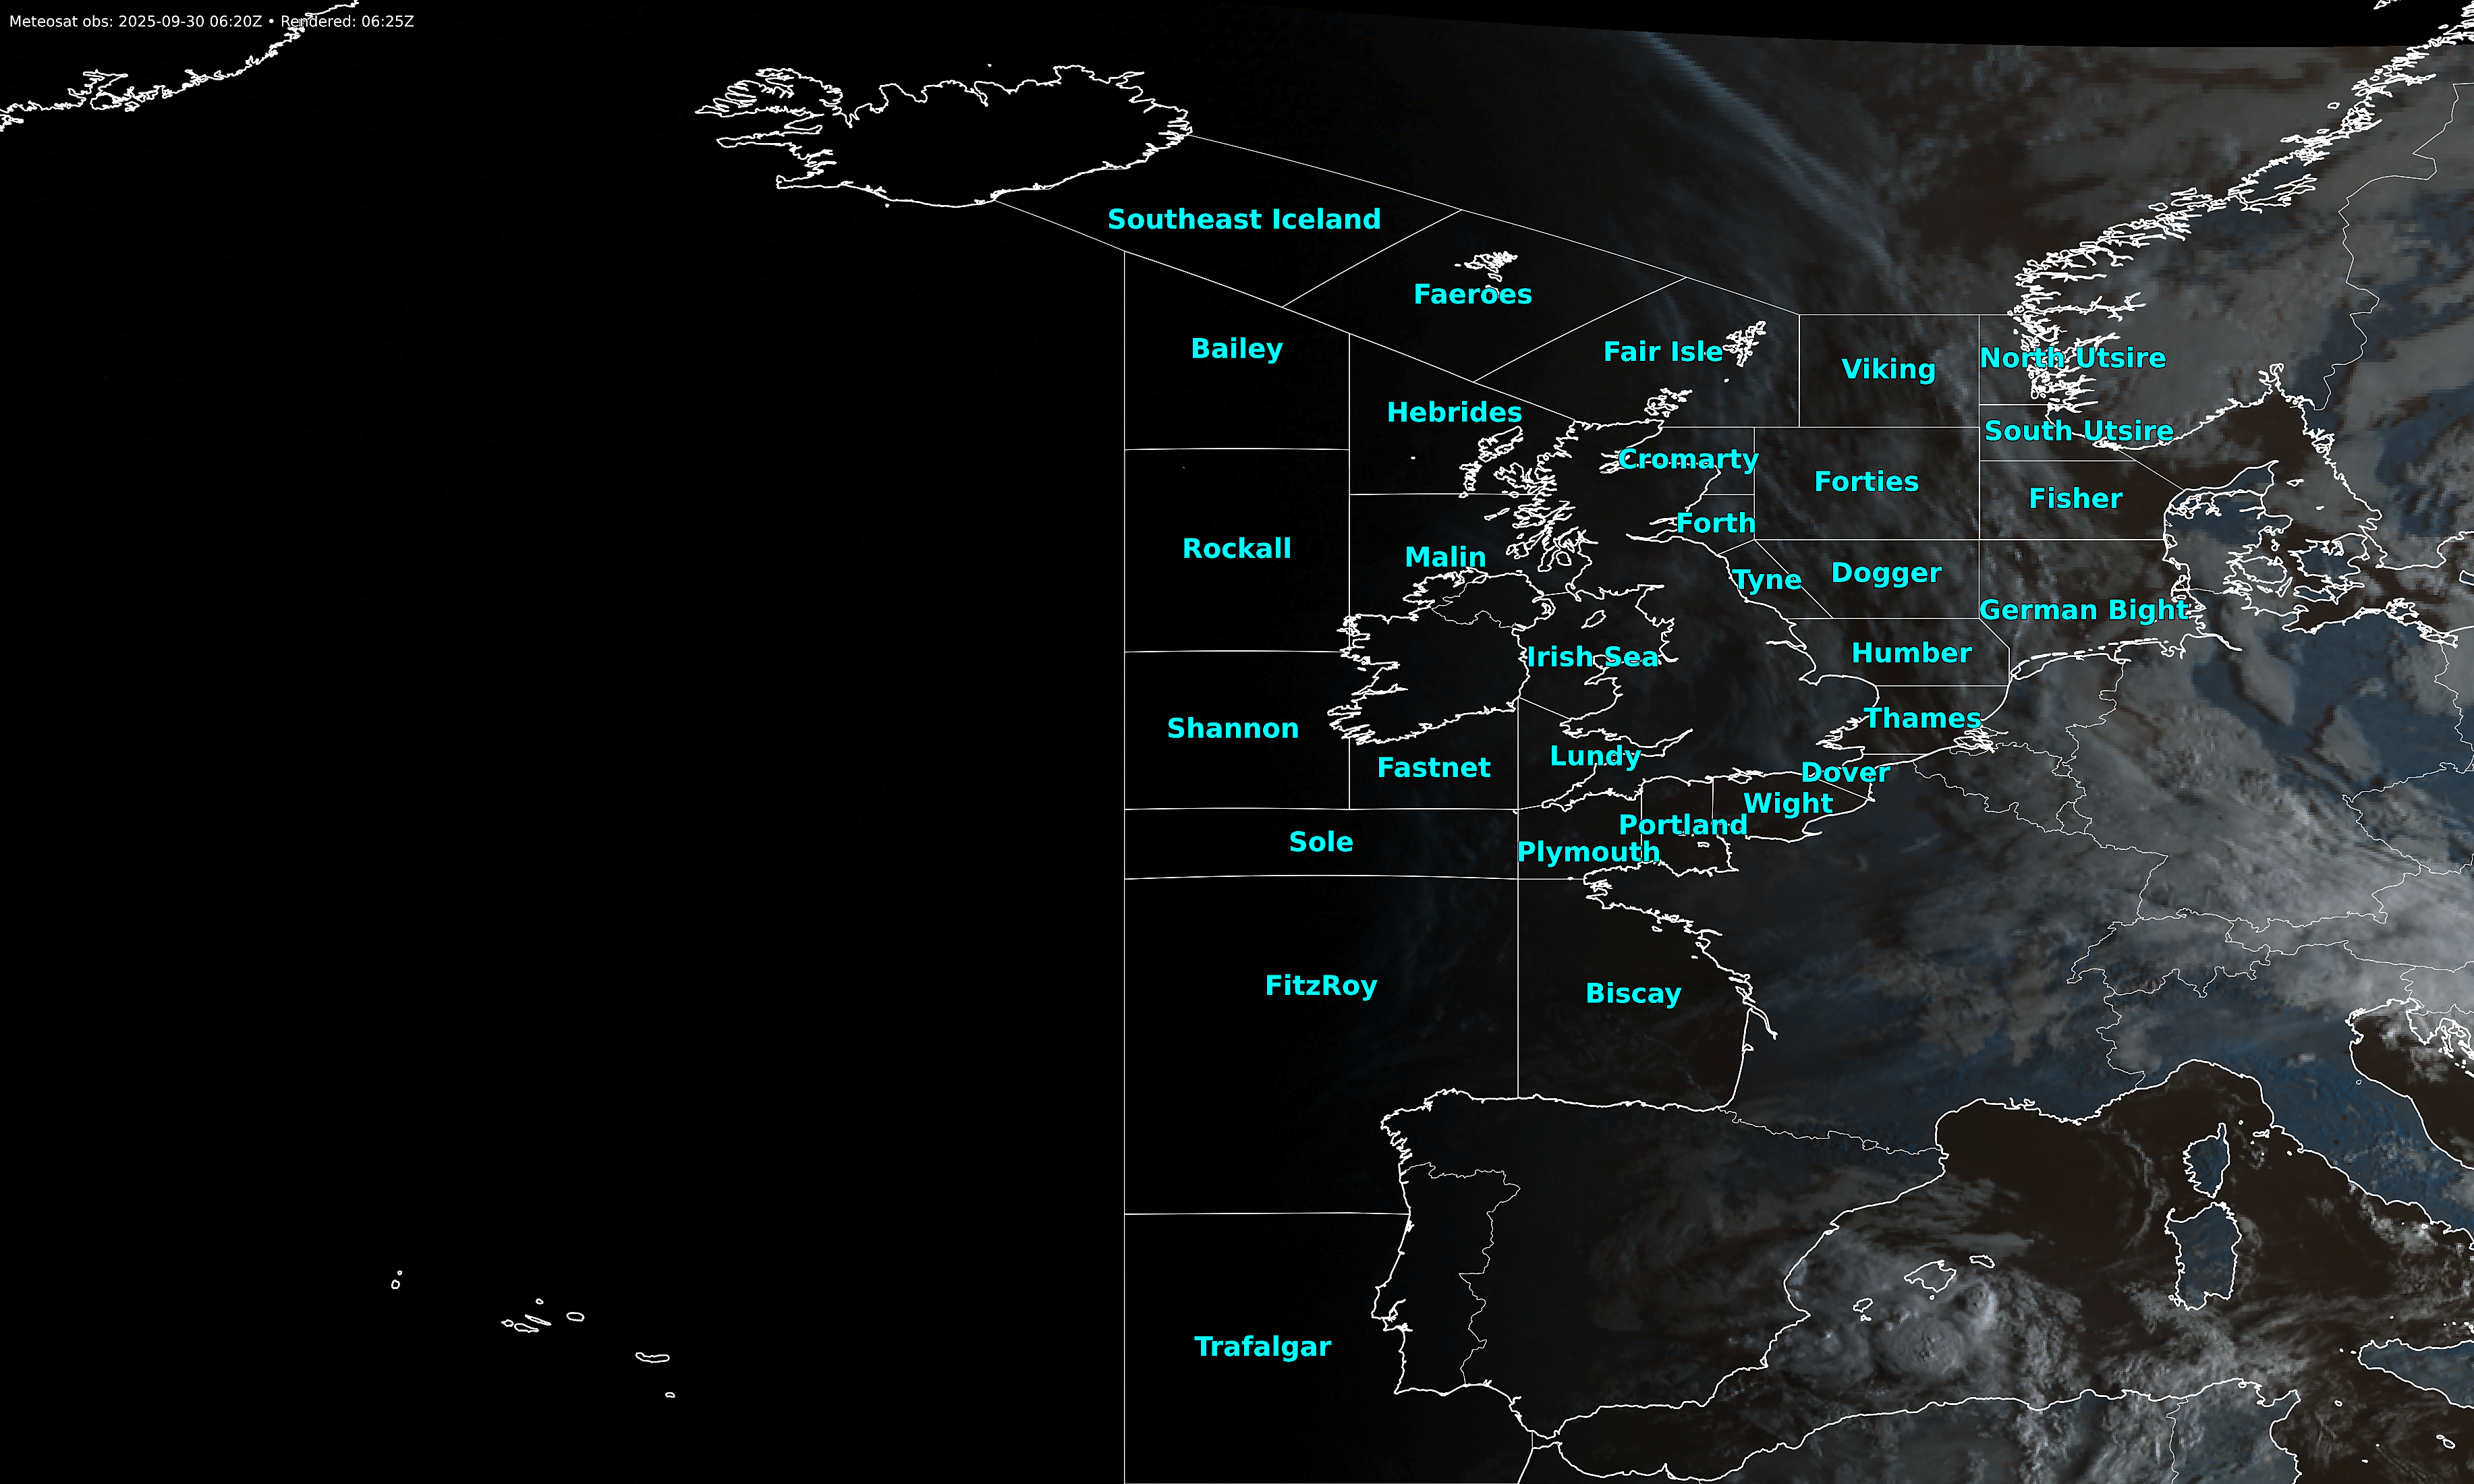 Meteosat obs: 2025-09-30 06:20Z • Rendered: 06:25Z
Southeast Iceland
Faeroes
Bailey
Fair Isle
Viking
North Utsire
Hebrides
South Utsire
Cromarty
Forties
Fisher
Rockall
Forth
Malin
Tyne
Dogger
German Bight
Irish Sea
Humber
Shannon
Thames
Fastnet
Lundy
Dover
Wight
Portland
Sole
Plymouth
FitzRoy
Biscay
Trafalgar